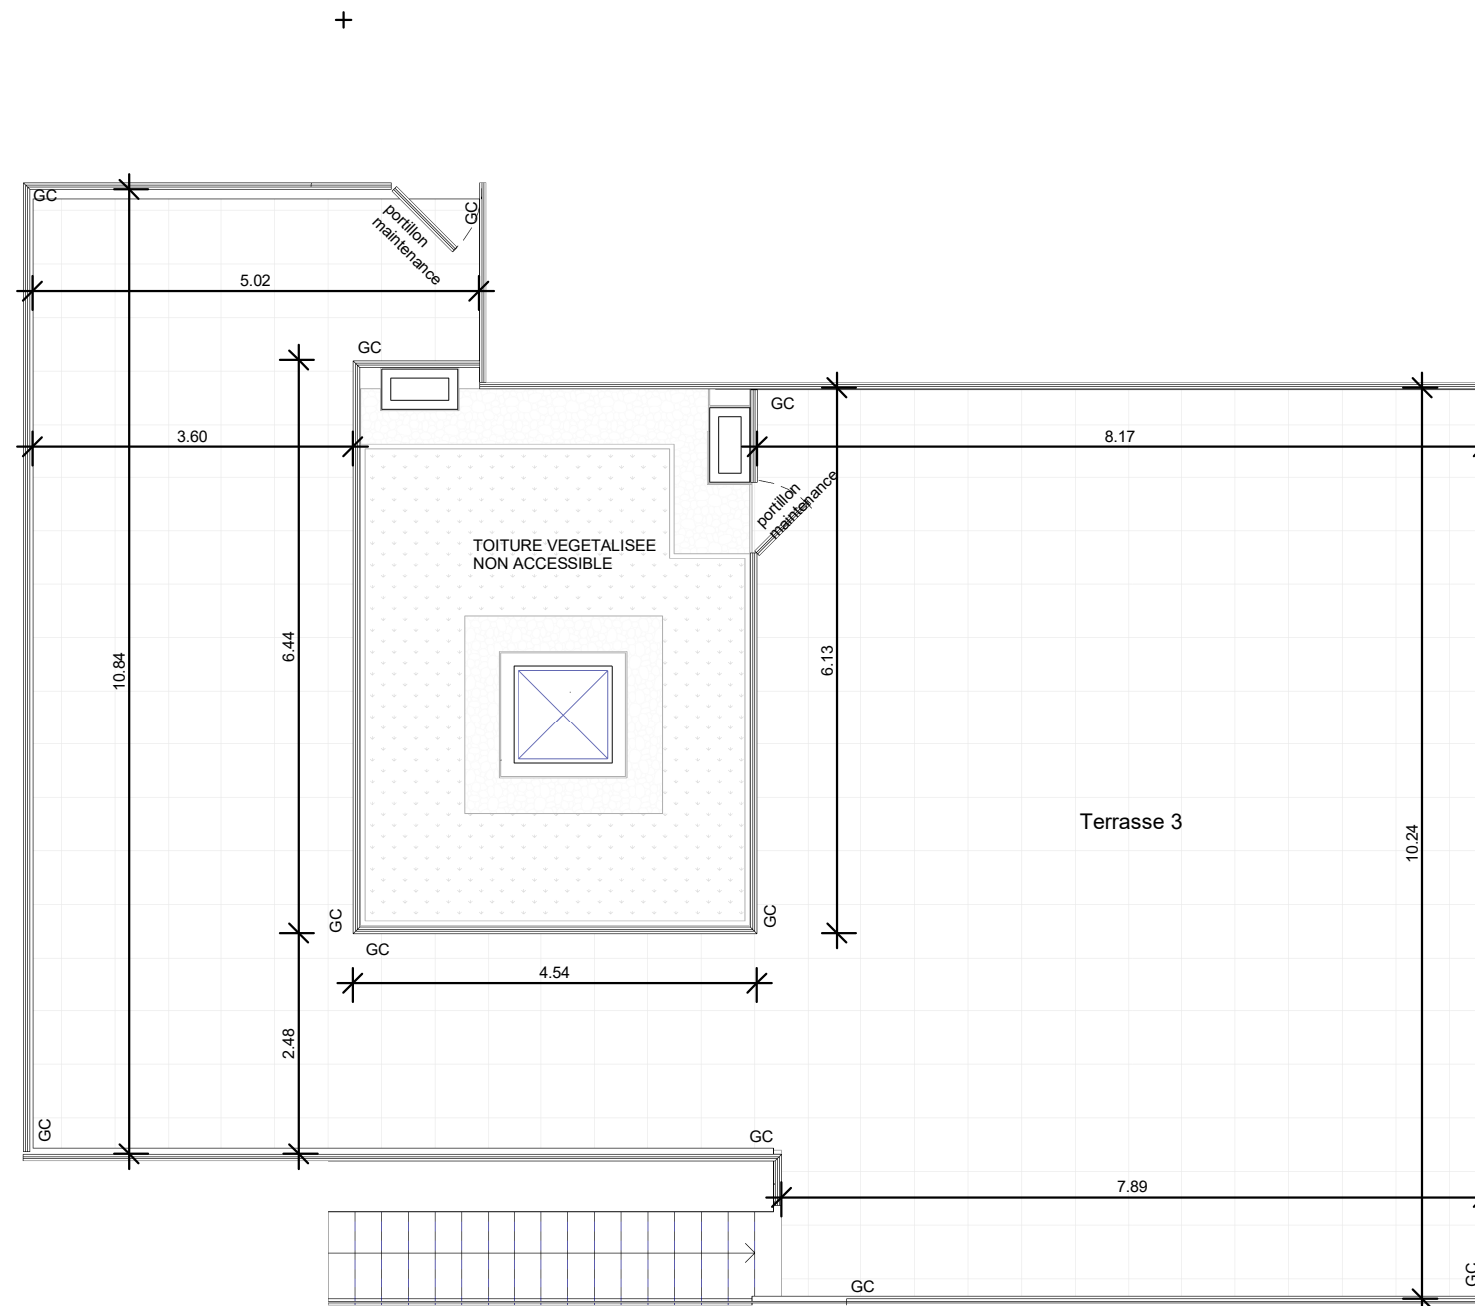 GC
GC
portillon
maintenance
5.02
GC
3.60
GC
8.17
portillon
maintenance
TOITURE VEGETALISEE
NON ACCESSIBLE
10.84
6.44
6.13
Terrasse 3
10.24
GC
GC
GC
4.54
2.48
GC
GC
7.89
GC
GC